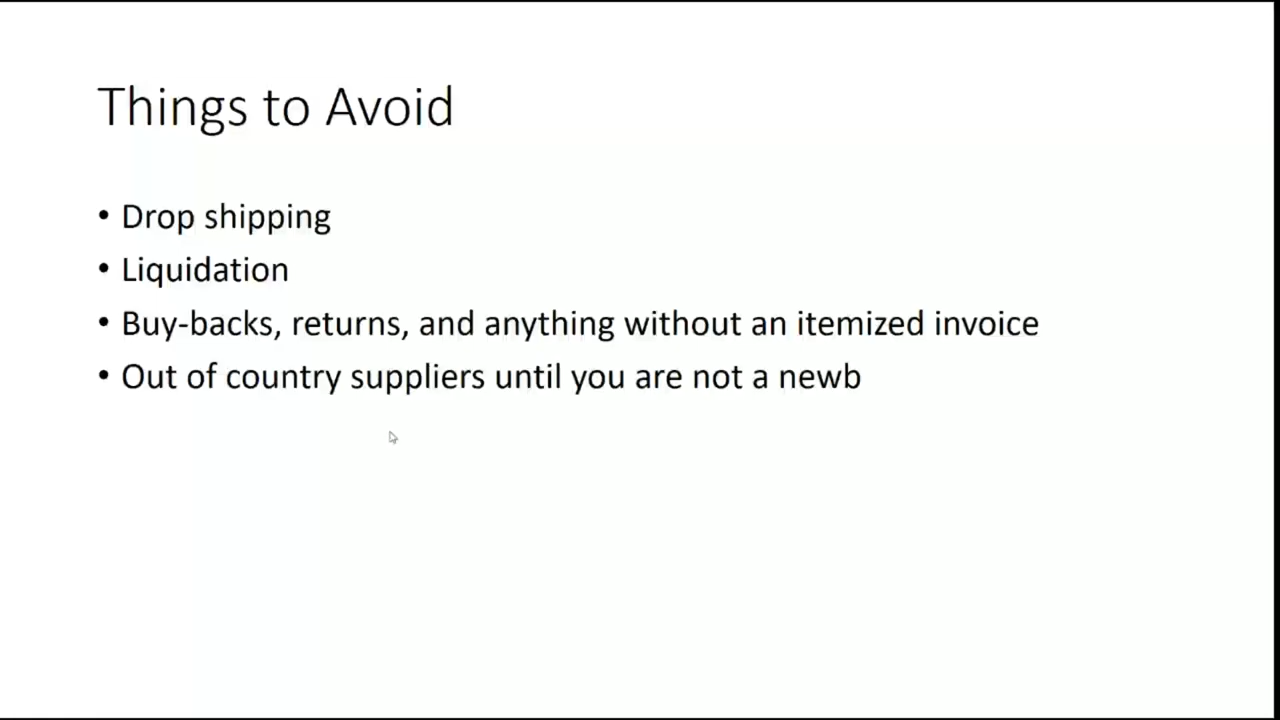 Things to Avoid
• Drop shipping
• Liquidation
• Buy-backs, returns, and anything without an itemized invoice
• Out of country suppliers until you are not a newb